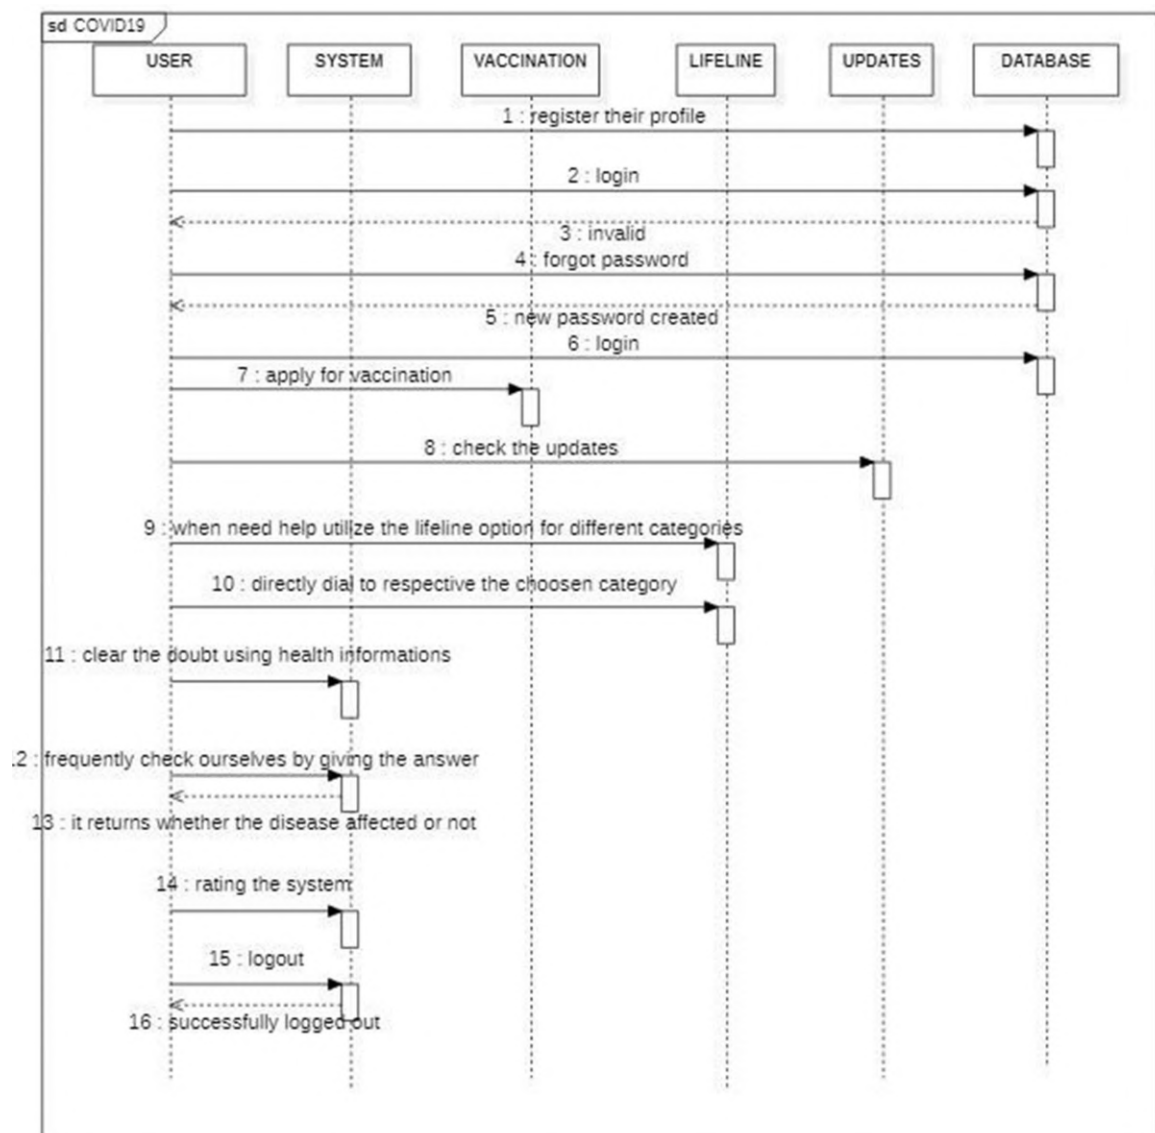 sd COVID19
USER
SYSTEM
VACCINATION
LIFELINE
UPDATES
DATABASE
1 : register their profile
2 : login
3 : invalid
4 : forgot password
5 : new password created
6 : login
7 : apply for vaccination
8 : check the updates
9 : when need help utilize the lifeline option for different categories
10 : directly dial to respective the choosen category
11 : clear the doubt using health informations
2 : frequently check ourselves by giving the answer
13 : it returns whether the disease affected or not
14 : rating the system
15 : logout
16 : successfully logged out